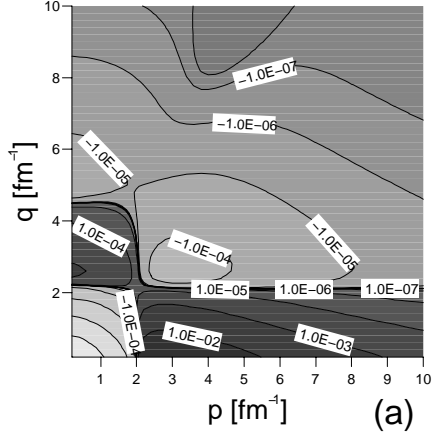 10
8
6
4
2
q [fm⁻¹]
−1.0E−07
−1.0E−06
−1.0E−05
1.0E−04
−1.0E−04
−1.0E−05
1.0E−05
1.0E−06
1.0E−07
−1.0E−04
1.0E−02
1.0E−03
1 2 3 4 5 6 7 8 9 10
p [fm⁻¹]
(a)